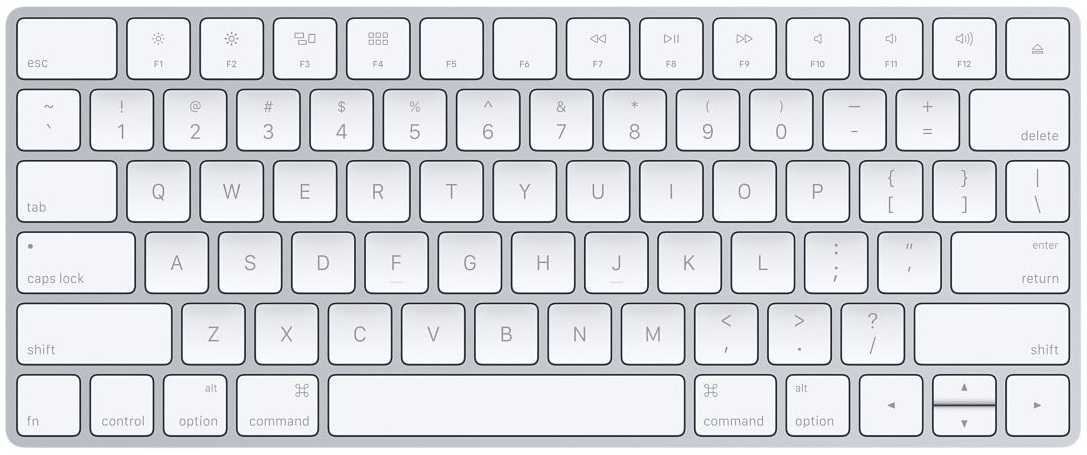 esc F1 F2 F3 F4 F5 F6 F7 F8 F9 F10 F11 F12
~ ! @ # $ % ^ & * ( ) — +
` 1 2 3 4 5 6 7 8 9 0 - = delete
tab Q W E R T Y U I O P { [ } ] | \
caps lock A S D F G H J K L : ; " ' enter return
shift Z X C V B N M < , > . ? / shift
fn control alt option ⌘ command ⌘ command alt option ◄ ▲ ▼ ►